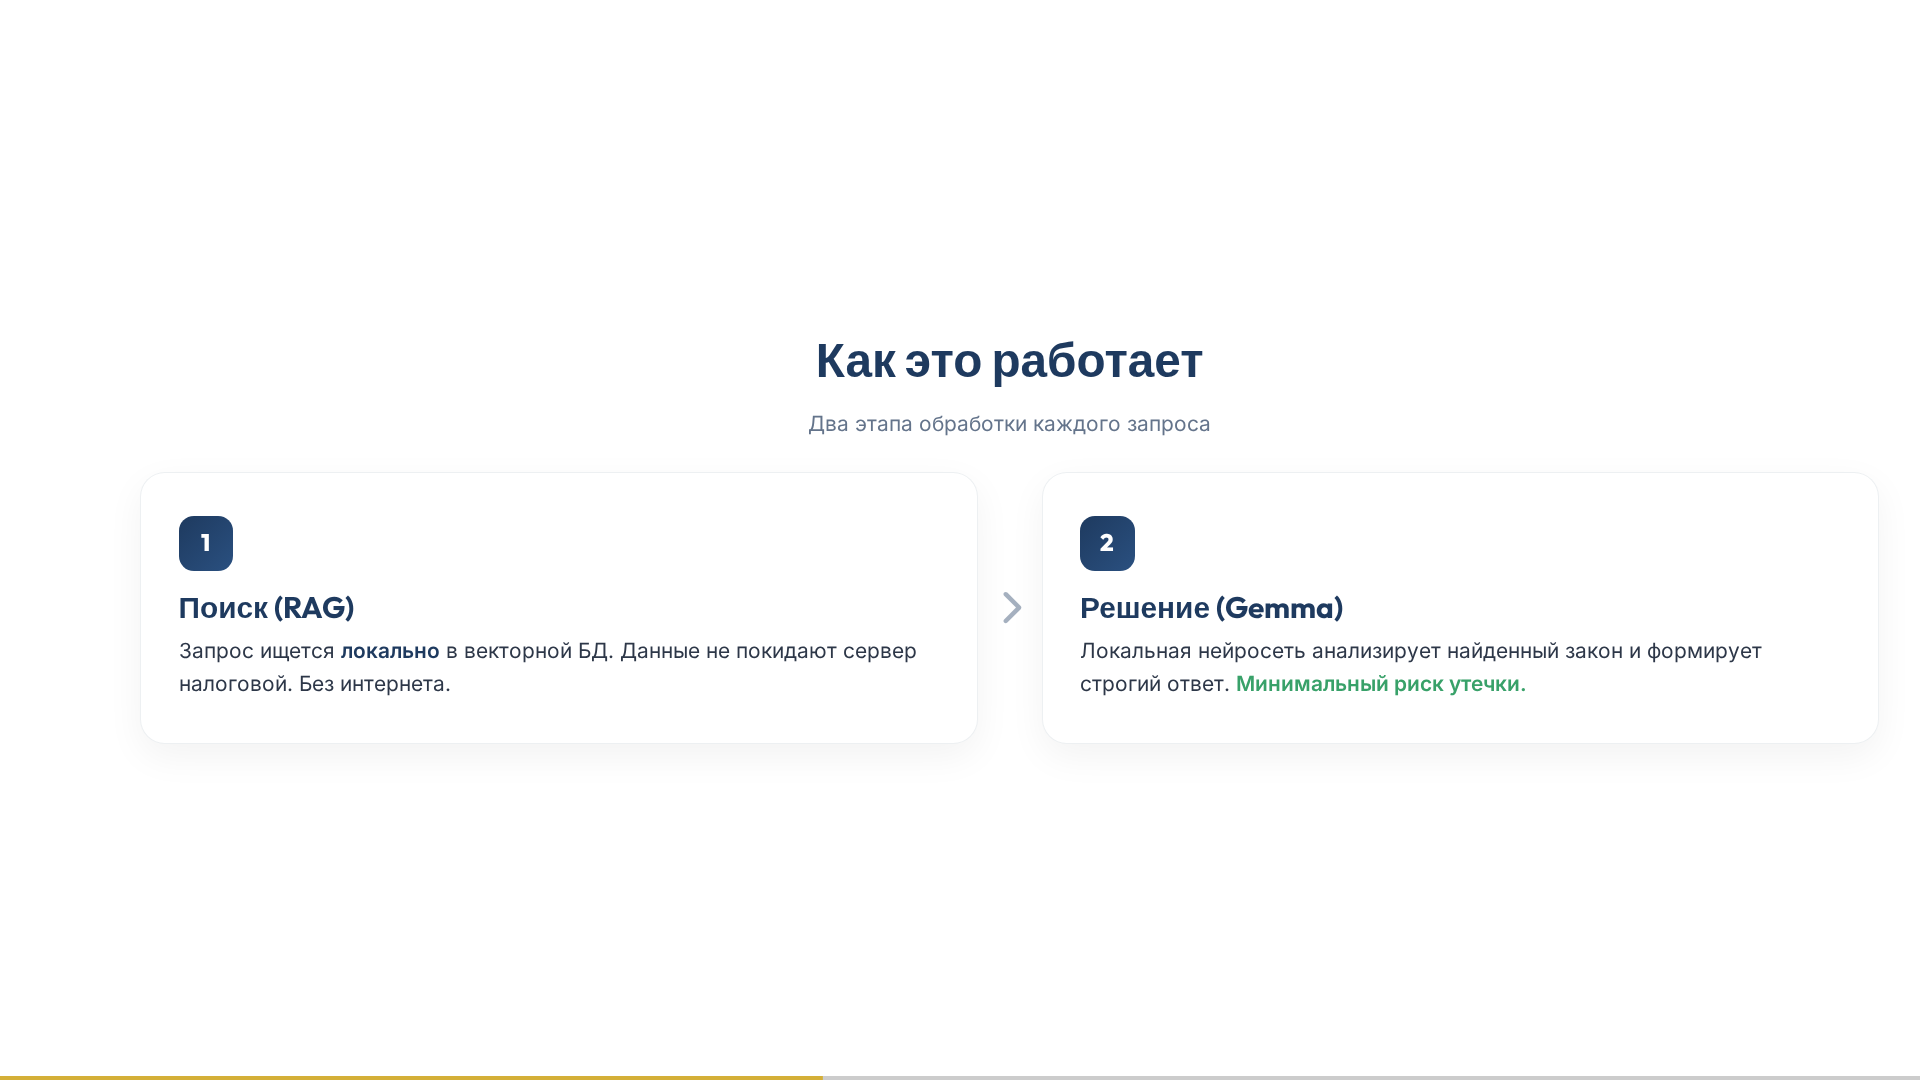 Как это работает
Два этапа обработки каждого запроса
1
Поиск (RAG)
Запрос ищется локально в векторной БД. Данные не покидают сервер
налоговой. Без интернета.
2
Решение (Gemma)
Локальная нейросеть анализирует найденный закон и формирует
строгий ответ. Минимальный риск утечки.